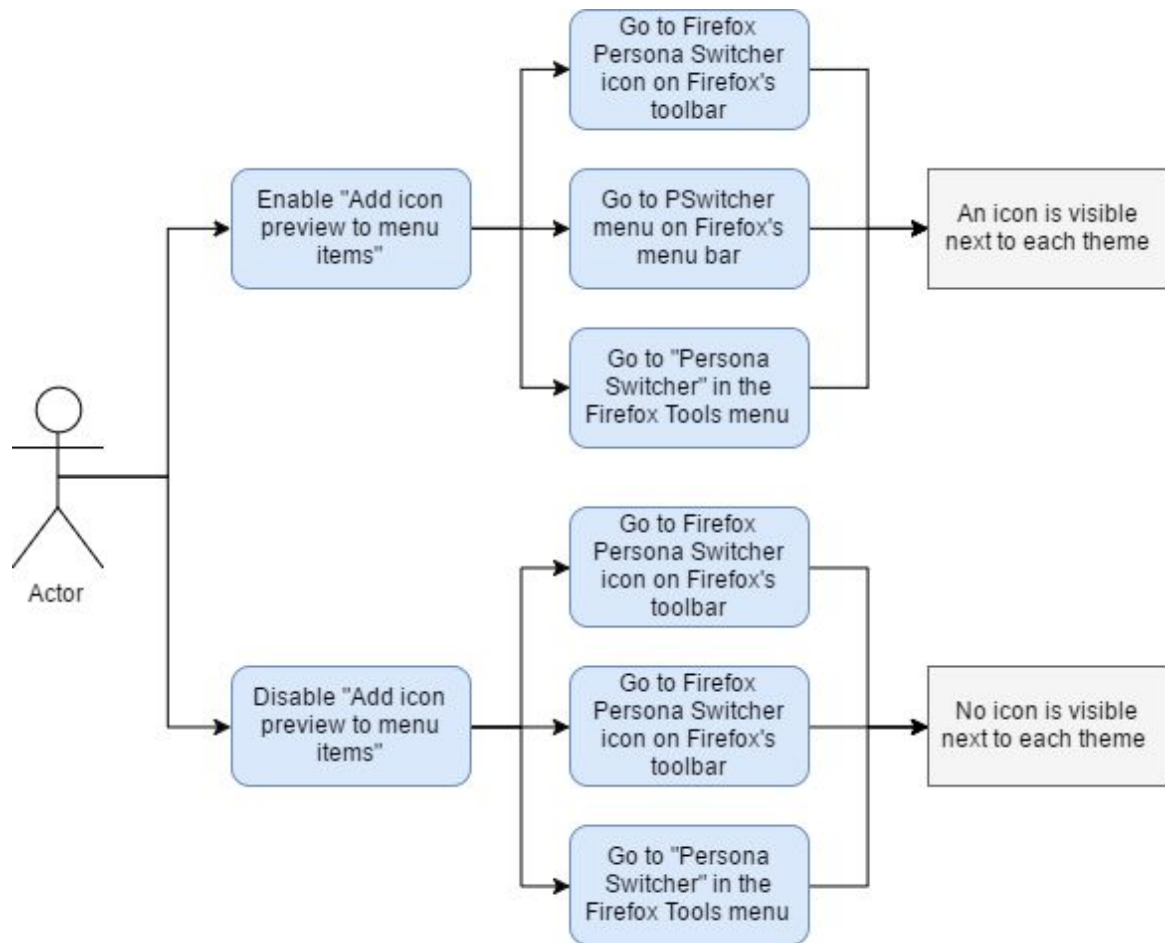 Go to Firefox
Persona Switcher
icon on Firefox's
toolbar
Enable "Add icon
preview to menu
items"
Go to PSwitcher
menu on Firefox's
menu bar
An icon is visible
next to each theme
Go to "Persona
Switcher" in the
Firefox Tools menu
Actor
Go to Firefox
Persona Switcher
icon on Firefox's
toolbar
Disable "Add icon
preview to menu
items"
Go to Firefox
Persona Switcher
icon on Firefox's
toolbar
No icon is visible
next to each theme
Go to "Persona
Switcher" in the
Firefox Tools menu